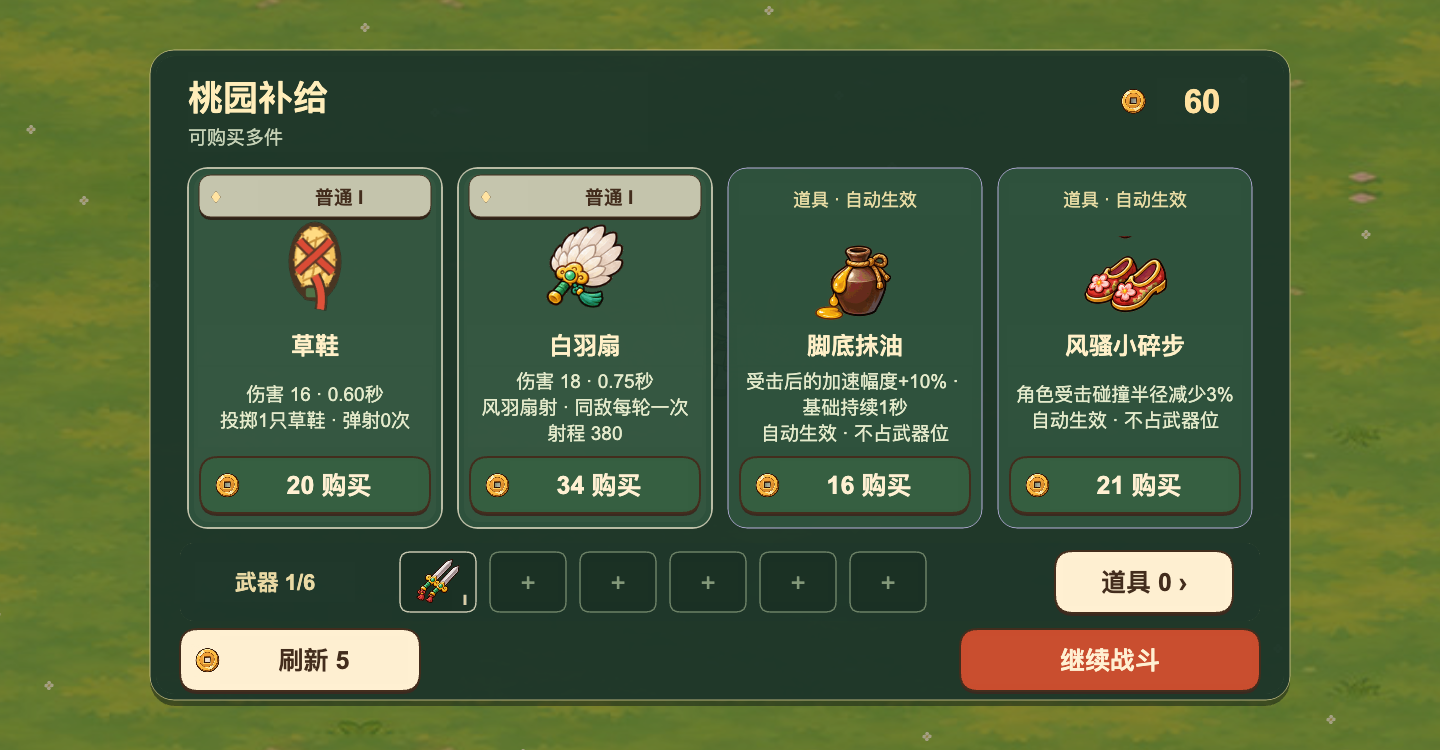 桃园补给
60
可购买多件
普通 I
普通 I
道具 · 自动生效
道具 · 自动生效
草鞋
白羽扇
脚底抹油
风骚小碎步
伤害 16 · 0.60秒
投掷1只草鞋 · 弹射0次
伤害 18 · 0.75秒
风羽扇射 · 同敌每轮一次
射程 380
受击后的加速幅度+10% ·
基础持续1秒
自动生效 · 不占武器位
角色受击碰撞半径减少3%
自动生效 · 不占武器位
20 购买
34 购买
16 购买
21 购买
武器 1/6
I
+
+
+
+
+
道具 0 ›
刷新 5
继续战斗